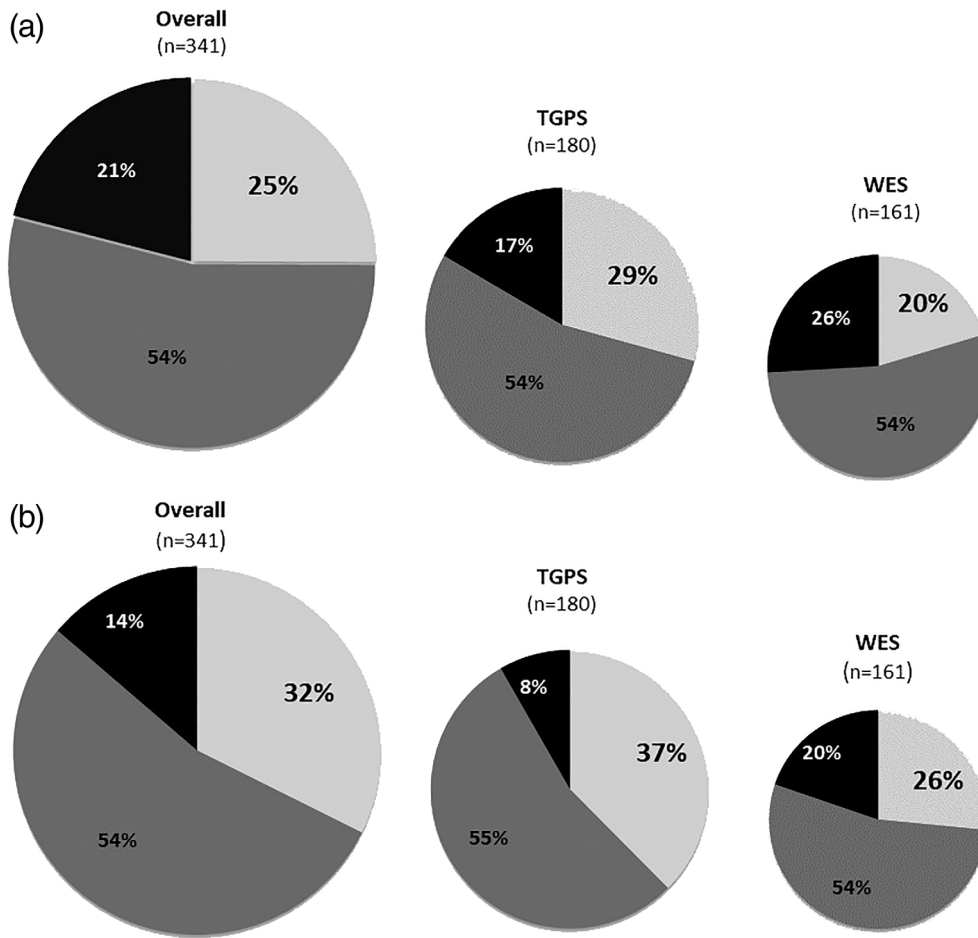 (a)
Overall
(n=341)
21%
25%
54%
TGPS
(n=180)
17%
29%
54%
WES
(n=161)
26%
20%
54%
(b)
Overall
(n=341)
14%
32%
54%
TGPS
(n=180)
8%
37%
55%
WES
(n=161)
20%
26%
54%